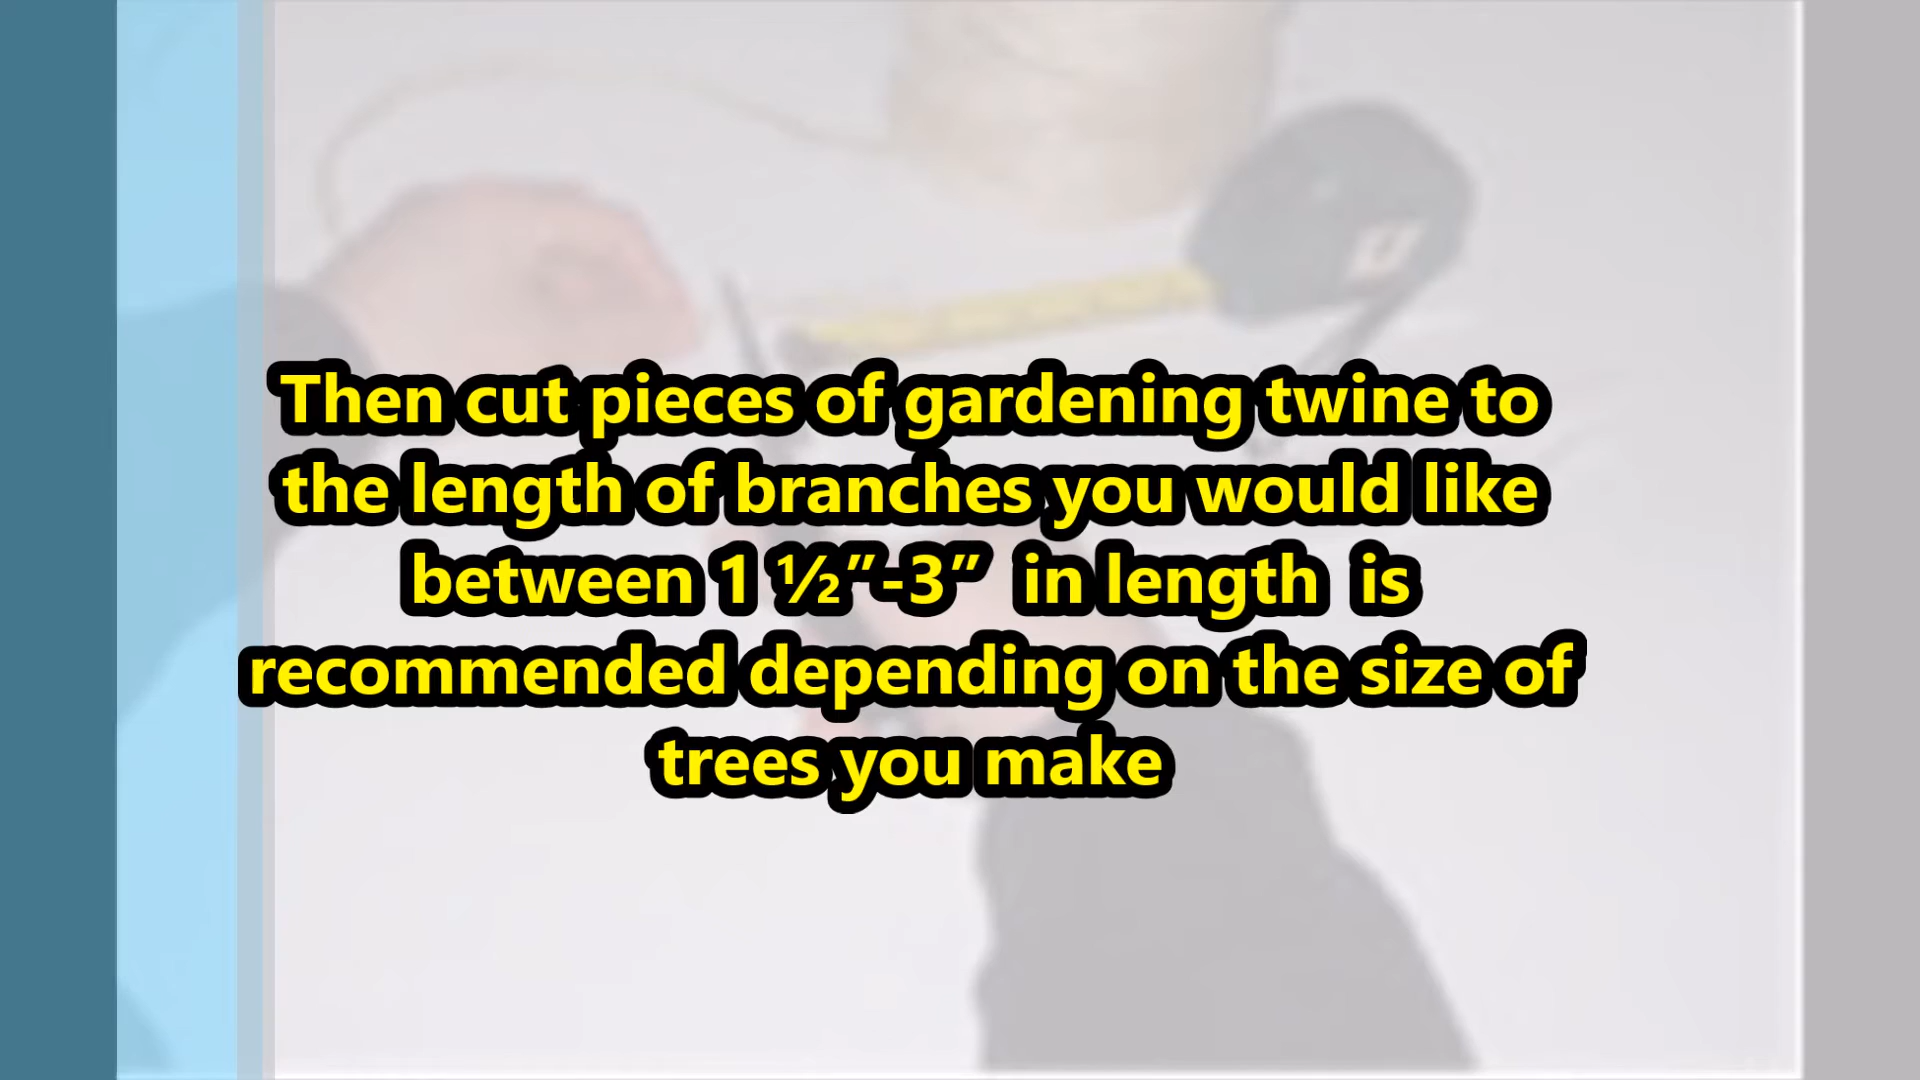 Then cut pieces of gardening twine to
the length of branches you would like
between 1 ½”-3”  in length  is
recommended depending on the size of
trees you make